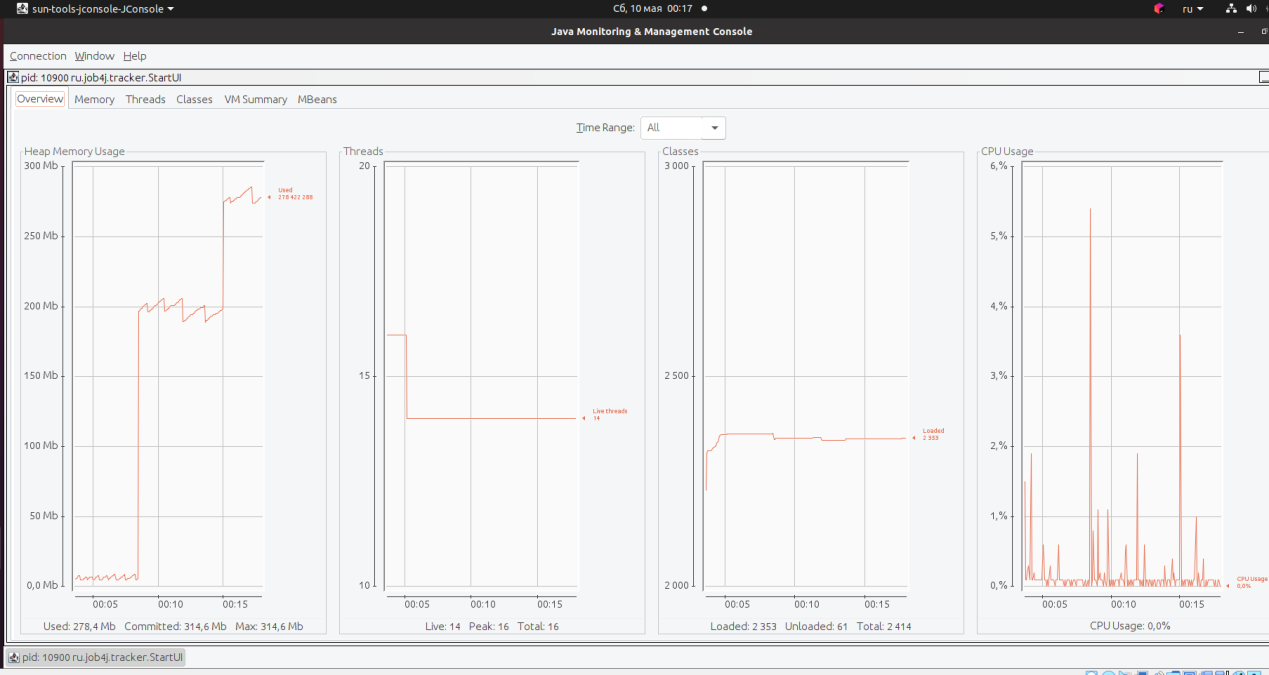 sun-tools-jconsole-JConsole
Сб, 10 мая 00:17
ru
Java Monitoring & Management Console
Connection Window Help
pid: 10900 ru.job4j.tracker.StartUI
Overview Memory Threads Classes VM Summary MBeans
Time Range: All
Heap Memory Usage
300 Mb
250 Mb
200 Mb
150 Mb
100 Mb
50 Mb
0,0 Mb
Used
278 422 288
00:05 00:10 00:15
Used: 278,4 Mb Committed: 314,6 Mb Max: 314,6 Mb
Threads
20
15
10
Live threads
14
00:05 00:10 00:15
Live: 14 Peak: 16 Total: 16
Classes
3 000
2 500
2 000
Loaded
2 353
00:05 00:10 00:15
Loaded: 2 353 Unloaded: 61 Total: 2 414
CPU Usage
6,%
5,%
4,%
3,%
2,%
1,%
0,%
CPU Usage
0,0%
00:05 00:10 00:15
CPU Usage: 0,0%
pid: 10900 ru.job4j.tracker.StartUI